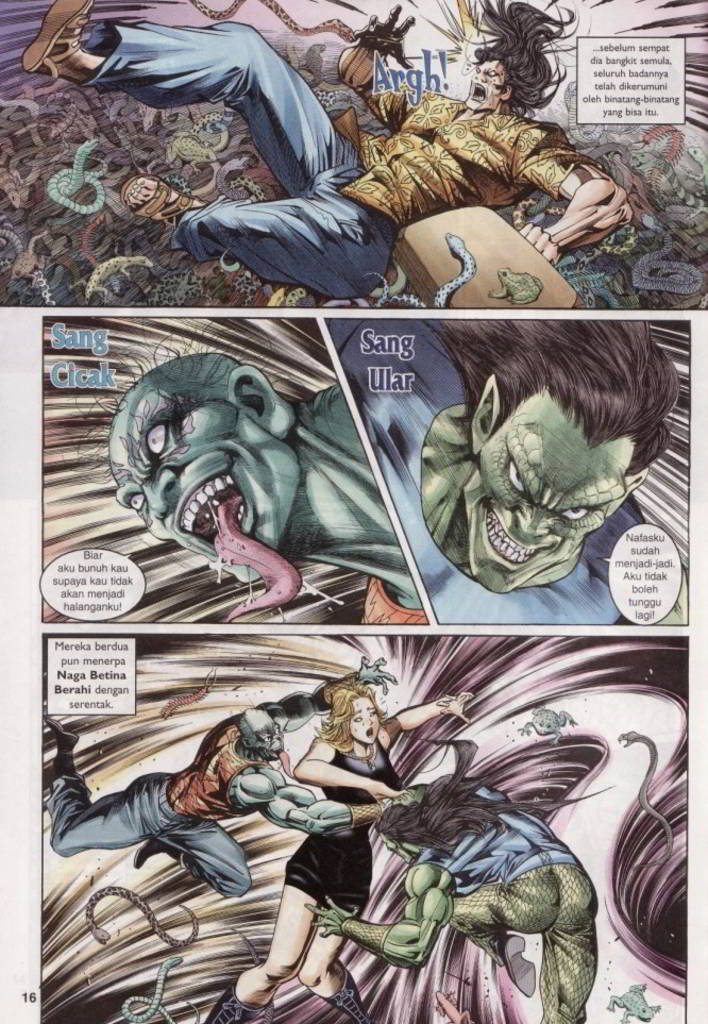 ...sebelum sempat
dia bangkit semula,
seluruh badannya
telah dikerumuni
oleh binatang-binatang
yang bisa itu.
Argh!
Sang
Cicak
Sang
Ular
Biar
aku bunuh kau
supaya kau tidak
akan menjadi
halanganku!
Nafasku
sudah
menjadi-jadi.
Aku tidak
boleh
tunggu
lagi!
Mereka berdua
pun menerpa
Naga Betina
Berahi dengan
serentak.
16